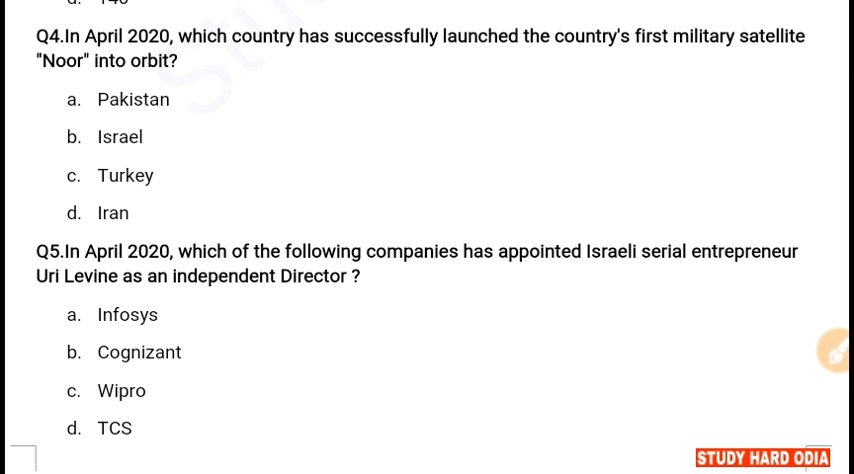 Q4.In April 2020, which country has successfully launched the country's first military satellite
"Noor" into orbit?
a. Pakistan
b. Israel
c. Turkey
d. Iran
Q5.In April 2020, which of the following companies has appointed Israeli serial entrepreneur
Uri Levine as an independent Director ?
a. Infosys
b. Cognizant
c. Wipro
d. TCS
STUDY HARD ODIA